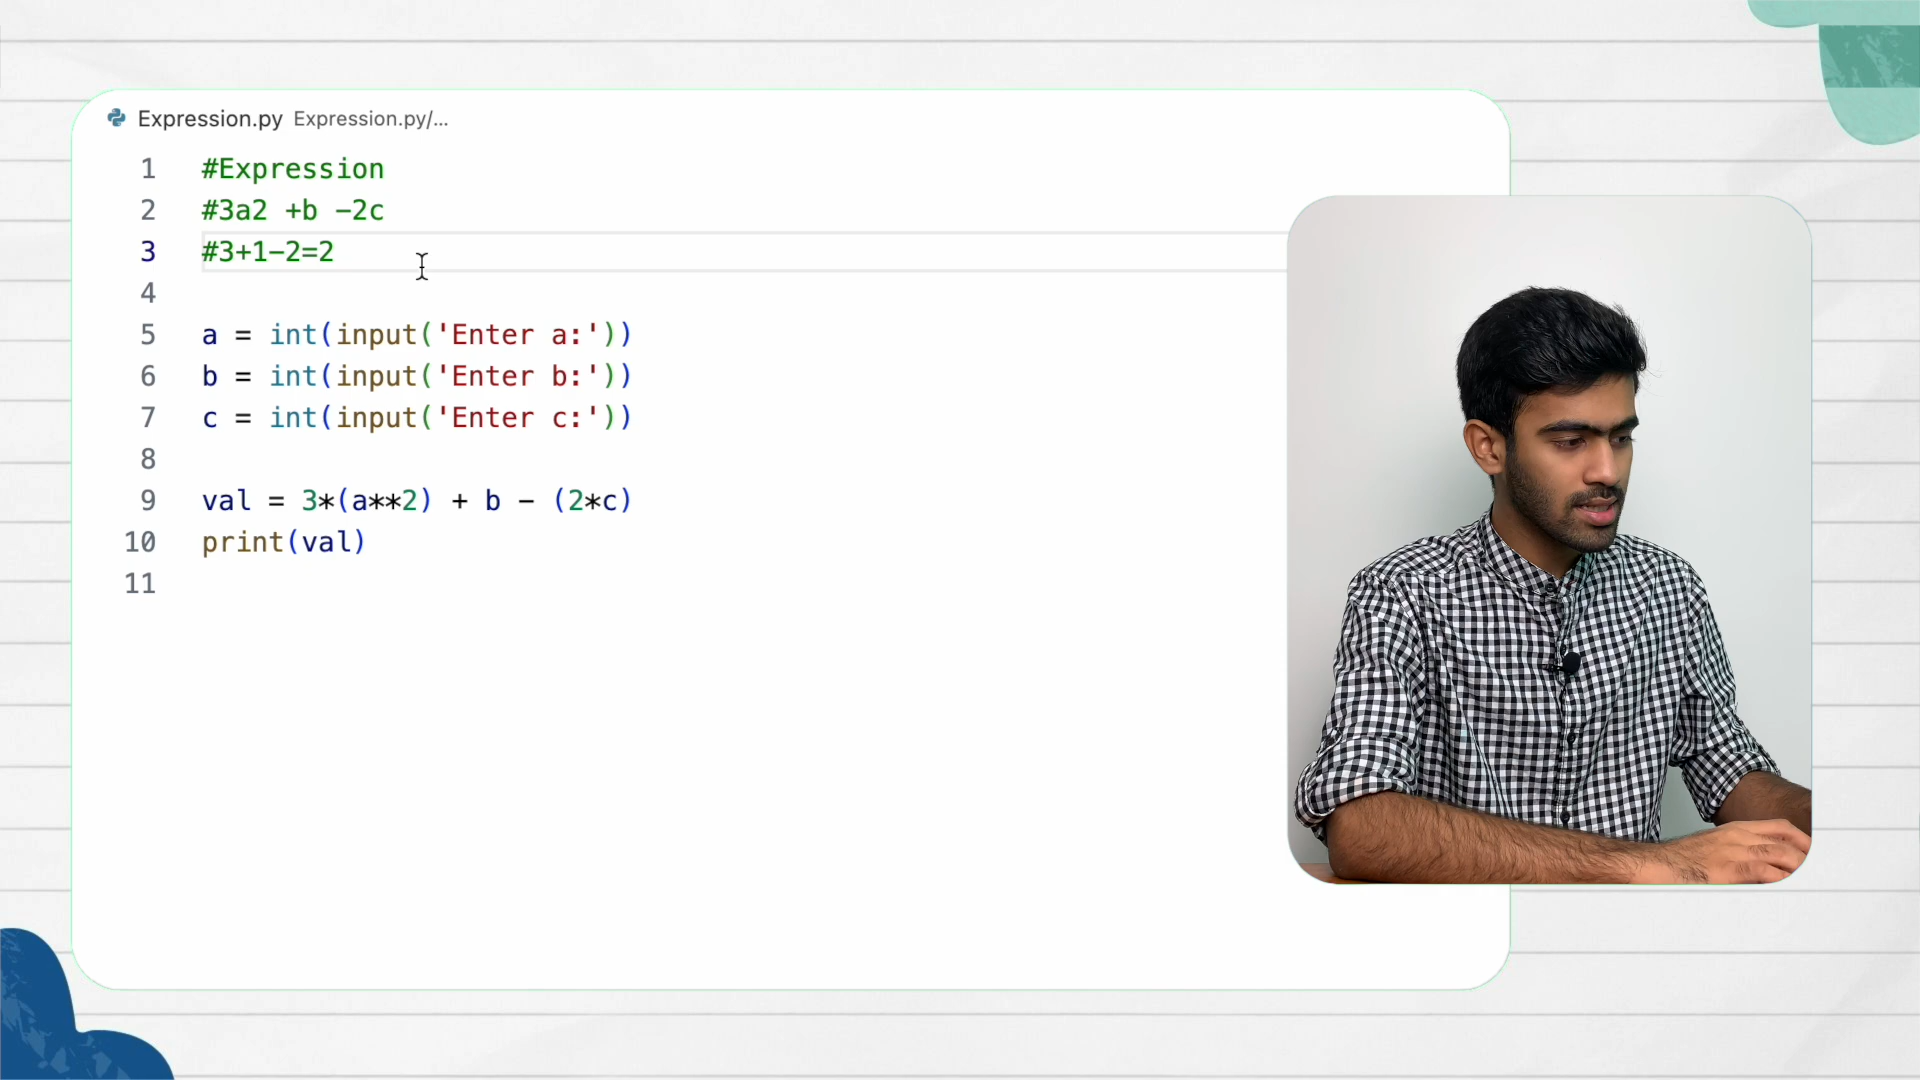 Expression.py Expression.py/...
1 #Expression
2 #3a2 +b -2c
3 #3+1-2=2
4
5 a = int(input('Enter a:'))
6 b = int(input('Enter b:'))
7 c = int(input('Enter c:'))
8
9 val = 3*(a**2) + b - (2*c)
10 print(val)
11